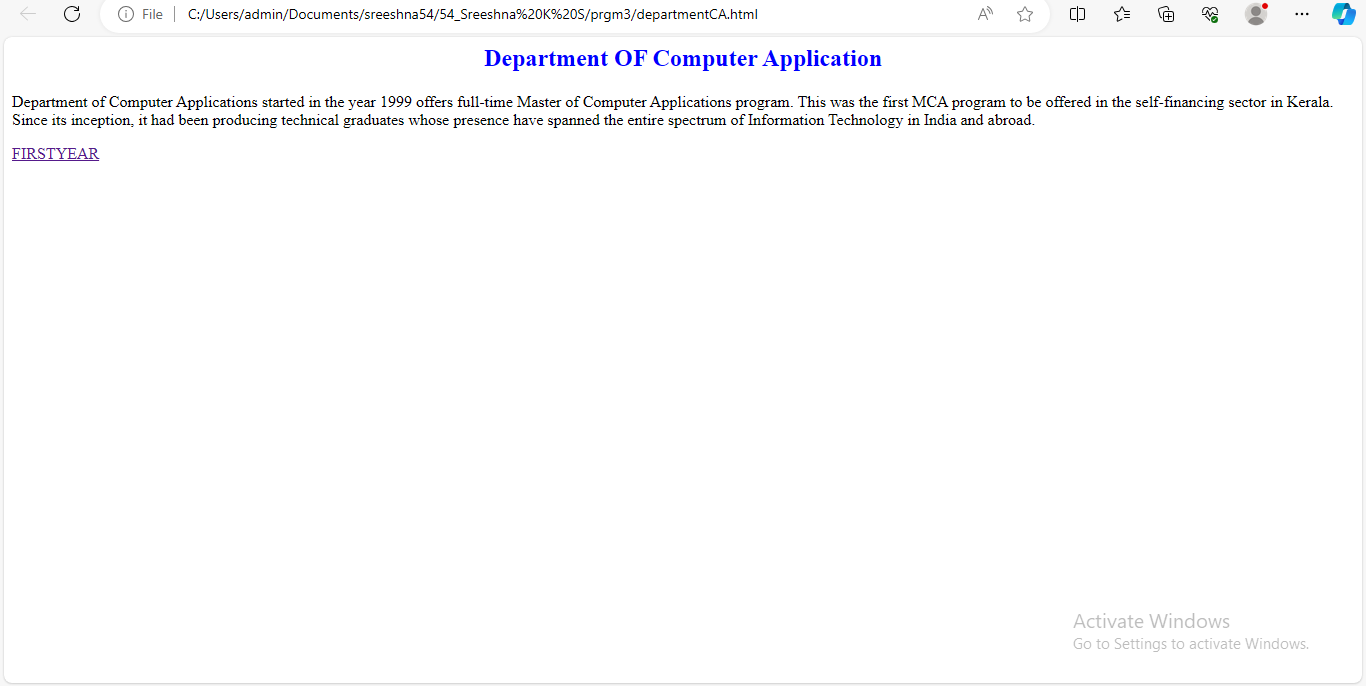 File
C:/Users/admin/Documents/sreeshna54/54_Sreeshna%20K%20S/prgm3/departmentCA.html
Department OF Computer Application
Department of Computer Applications started in the year 1999 offers full-time Master of Computer Applications program. This was the first MCA program to be offered in the self-financing sector in Kerala.
Since its inception, it had been producing technical graduates whose presence have spanned the entire spectrum of Information Technology in India and abroad.
FIRSTYEAR
Activate Windows
Go to Settings to activate Windows.